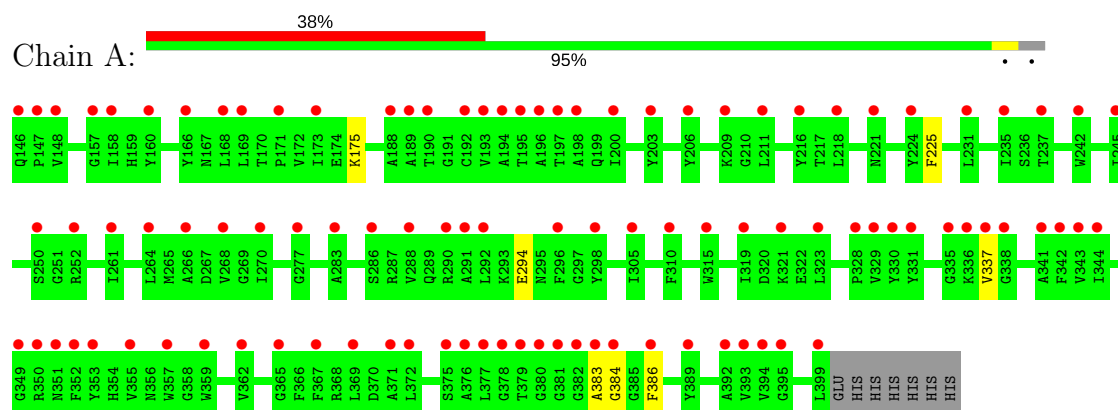 38%
Chain A:
95%
• •
Q146 P147 V148 G157 I158 H159 Y160 Y166 N167 L168 L169 T170 P171 V172 I173 E174 K175 A188 A189 T190 G191 C192 V193 A194 T195 A196 T197 A198 Q199 I200 Y203 Y206 K209 G210 L211 Y216 T217 L218 N221 Y224 F225 L231 I235 S236 T237 W242 I245
S250 G251 R252 I261 L264 M265 A266 D267 V268 G269 I270 G277 A283 S286 R287 V288 Q289 R290 A291 L292 K293 E294 N295 F296 G297 Y298 I305 F310 W315 I319 D320 K321 E322 L323 P328 V329 Y330 Y331 G335 K336 V337 G338 A341 F342 V343 I344
G349 R350 N351 F352 Y353 H354 V355 N356 W357 G358 W359 V362 G365 F366 F367 R368 L369 D370 A371 L372 S375 A376 L377 G378 T379 G380 G381 G382 A383 G384 G385 F386 Y389 A392 V393 V394 G395 L399 GLU HIS HIS HIS HIS HIS HIS